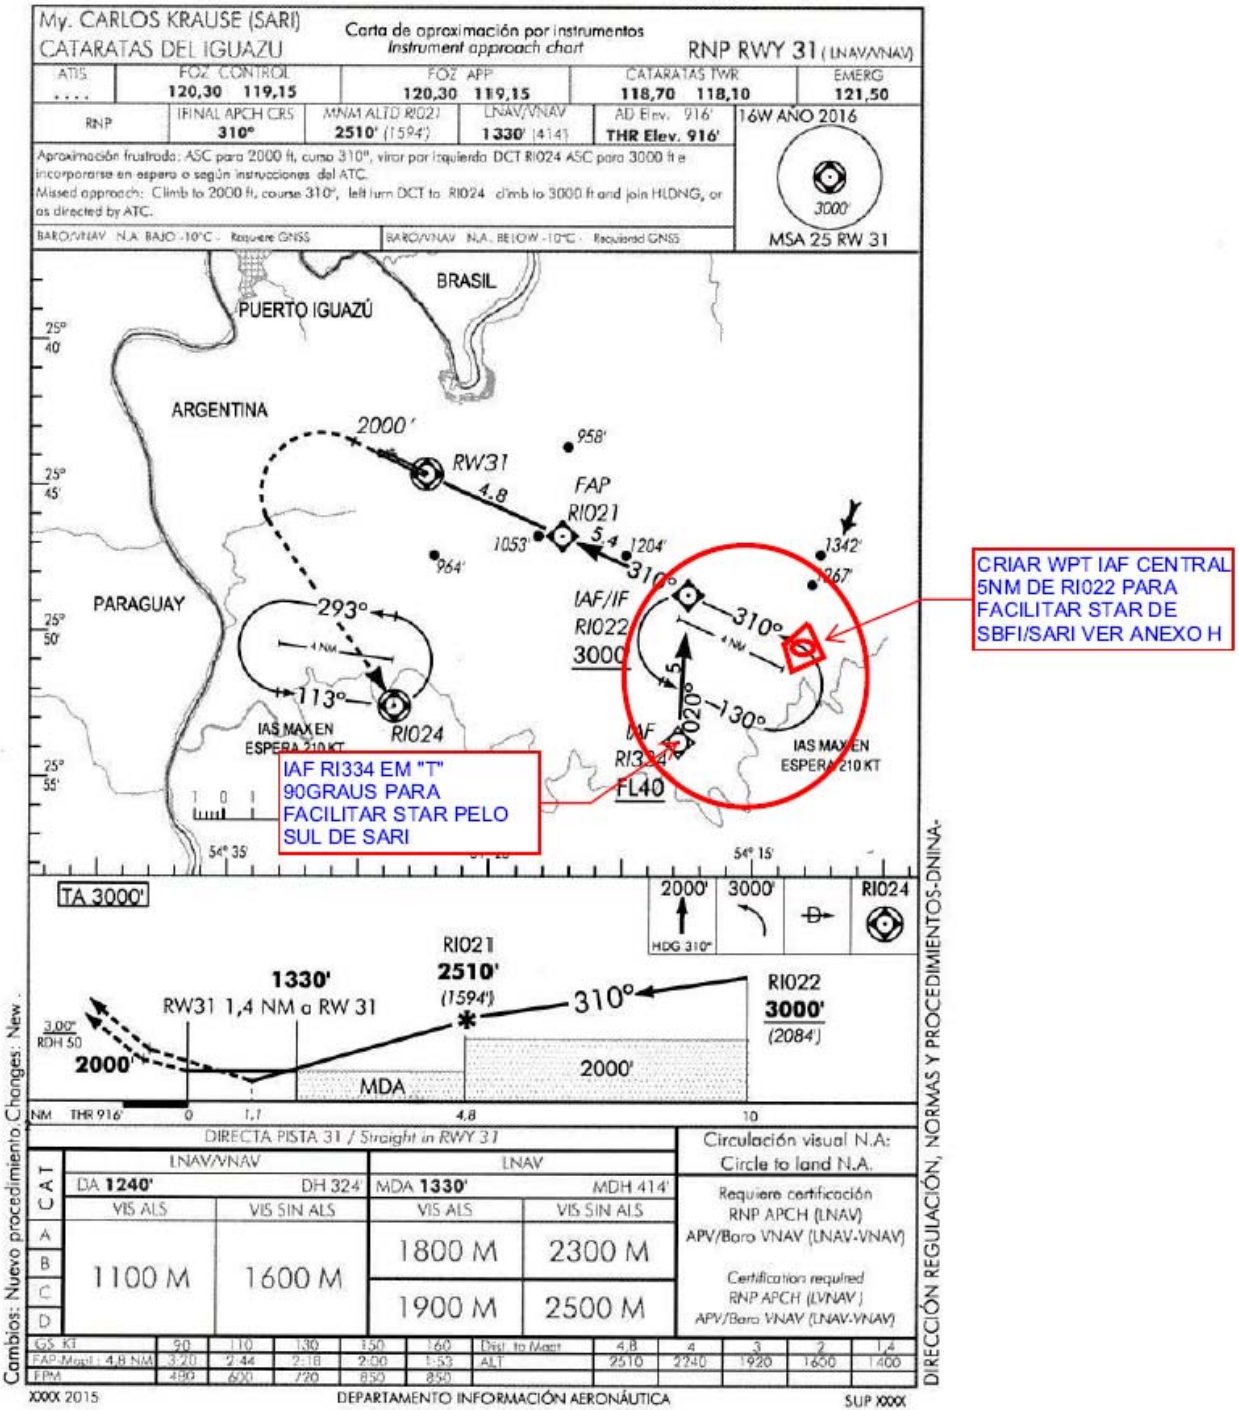 My. CARLOS KRAUSE (SARI)
CATARATAS DEL IGUAZU
Carta de aproximación por instrumentos
Instrument approach chart
RNP RWY 31 (LNAV/VNAV)
ATIS
....
FOZ CONTROL
120,30 119,15
FOZ APP
120,30 119,15
CATARATAS TWR
118,70 118,10
EMERG
121,50
RNP
FINAL APCH CRS
310°
MNM ALTD RI021
2510' (1594')
LNAV/VNAV
1330' (414)
AD Elev. 916'
THR Elev. 916'
16W AÑO 2016
3000'
MSA 25 RW 31
Aproximación frustrada: ASC para 2000 ft, curso 310°, virar por izquierda DCT RI024 ASC para 3000 ft e
incorporarse en espera o según instrucciones del ATC.
Missed approach: Climb to 2000 ft, course 310°, left turn DCT to RI024 climb to 3000 ft and join HLDNG, or
as directed by ATC.
BARO/VNAV N.A. BAJO -10°C - Requiere GNSS
BARO/VNAV N.A. BELOW -10°C - Requiered GNSS
BRASIL
PUERTO IGUAZÚ
25°
40'
ARGENTINA
2000'
958'
RW31
25°
45'
4.8
FAP
RI021
1053'
5,4
1204'
1342'
1267'
964'
310°
PARAGUAY
293°
IAF/IF
RI022
3000
310°
4 NM
25°
50'
4 NM
5
113°
020°
130°
RI024
IAF
RI334
FL40
IAS MAX EN
ESPERA 210 KT
IAS MAX EN
ESPERA 210 KT
CRIAR WPT IAF CENTRAL
5NM DE RI022 PARA
FACILITAR STAR DE
SBFI/SARI VER ANEXO H
IAF RI334 EM "T"
90GRAUS PARA
FACILITAR STAR PELO
SUL DE SARI
25°
55'
1 0 1
54° 35'
54° 15'
TA 3000'
2000'
HDG 310°
3000'
D
RI024
RI021
2510'
(1594')
1330'
RW31 1,4 NM a RW 31
310°
RI022
3000'
(2084')
3,00°
RDH 50
2000'
MDA
2000'
NM THR 916' 0 1,1 4,8 10
DIRECTA PISTA 31 / Straight in RWY 31
Circulación visual N.A:
Circle to land N.A.
CAT
LNAV/VNAV
LNAV
DA 1240' DH 324'
MDA 1330' MDH 414'
VIS ALS
VIS SIN ALS
VIS ALS
VIS SIN ALS
A
B
C
D
1100 M
1600 M
1800 M
2300 M
1900 M
2500 M
Requiere certificación
RNP APCH (LNAV)
APV/Baro VNAV (LNAV-VNAV)
Certification required
RNP APCH (LVNAV)
APV/Baro VNAV (LNAV-VNAV)
GS KT 90 110 130 150 160 Dist. to Mapt 4,8 4 3 2 1,4
FAP-Mapt: 4,8 NM 3:20 2:44 2:18 2:00 1:53 ALT 2510 2240 1920 1600 1400
FPM 480 600 720 850 850
XXXX 2015
DEPARTAMENTO INFORMACIÓN AERONÁUTICA
SUP XXXX
Cambios: Nuevo procedimiento. Changes: New .
DIRECCIÓN REGULACIÓN, NORMAS Y PROCEDIMIENTOS-DNINA-